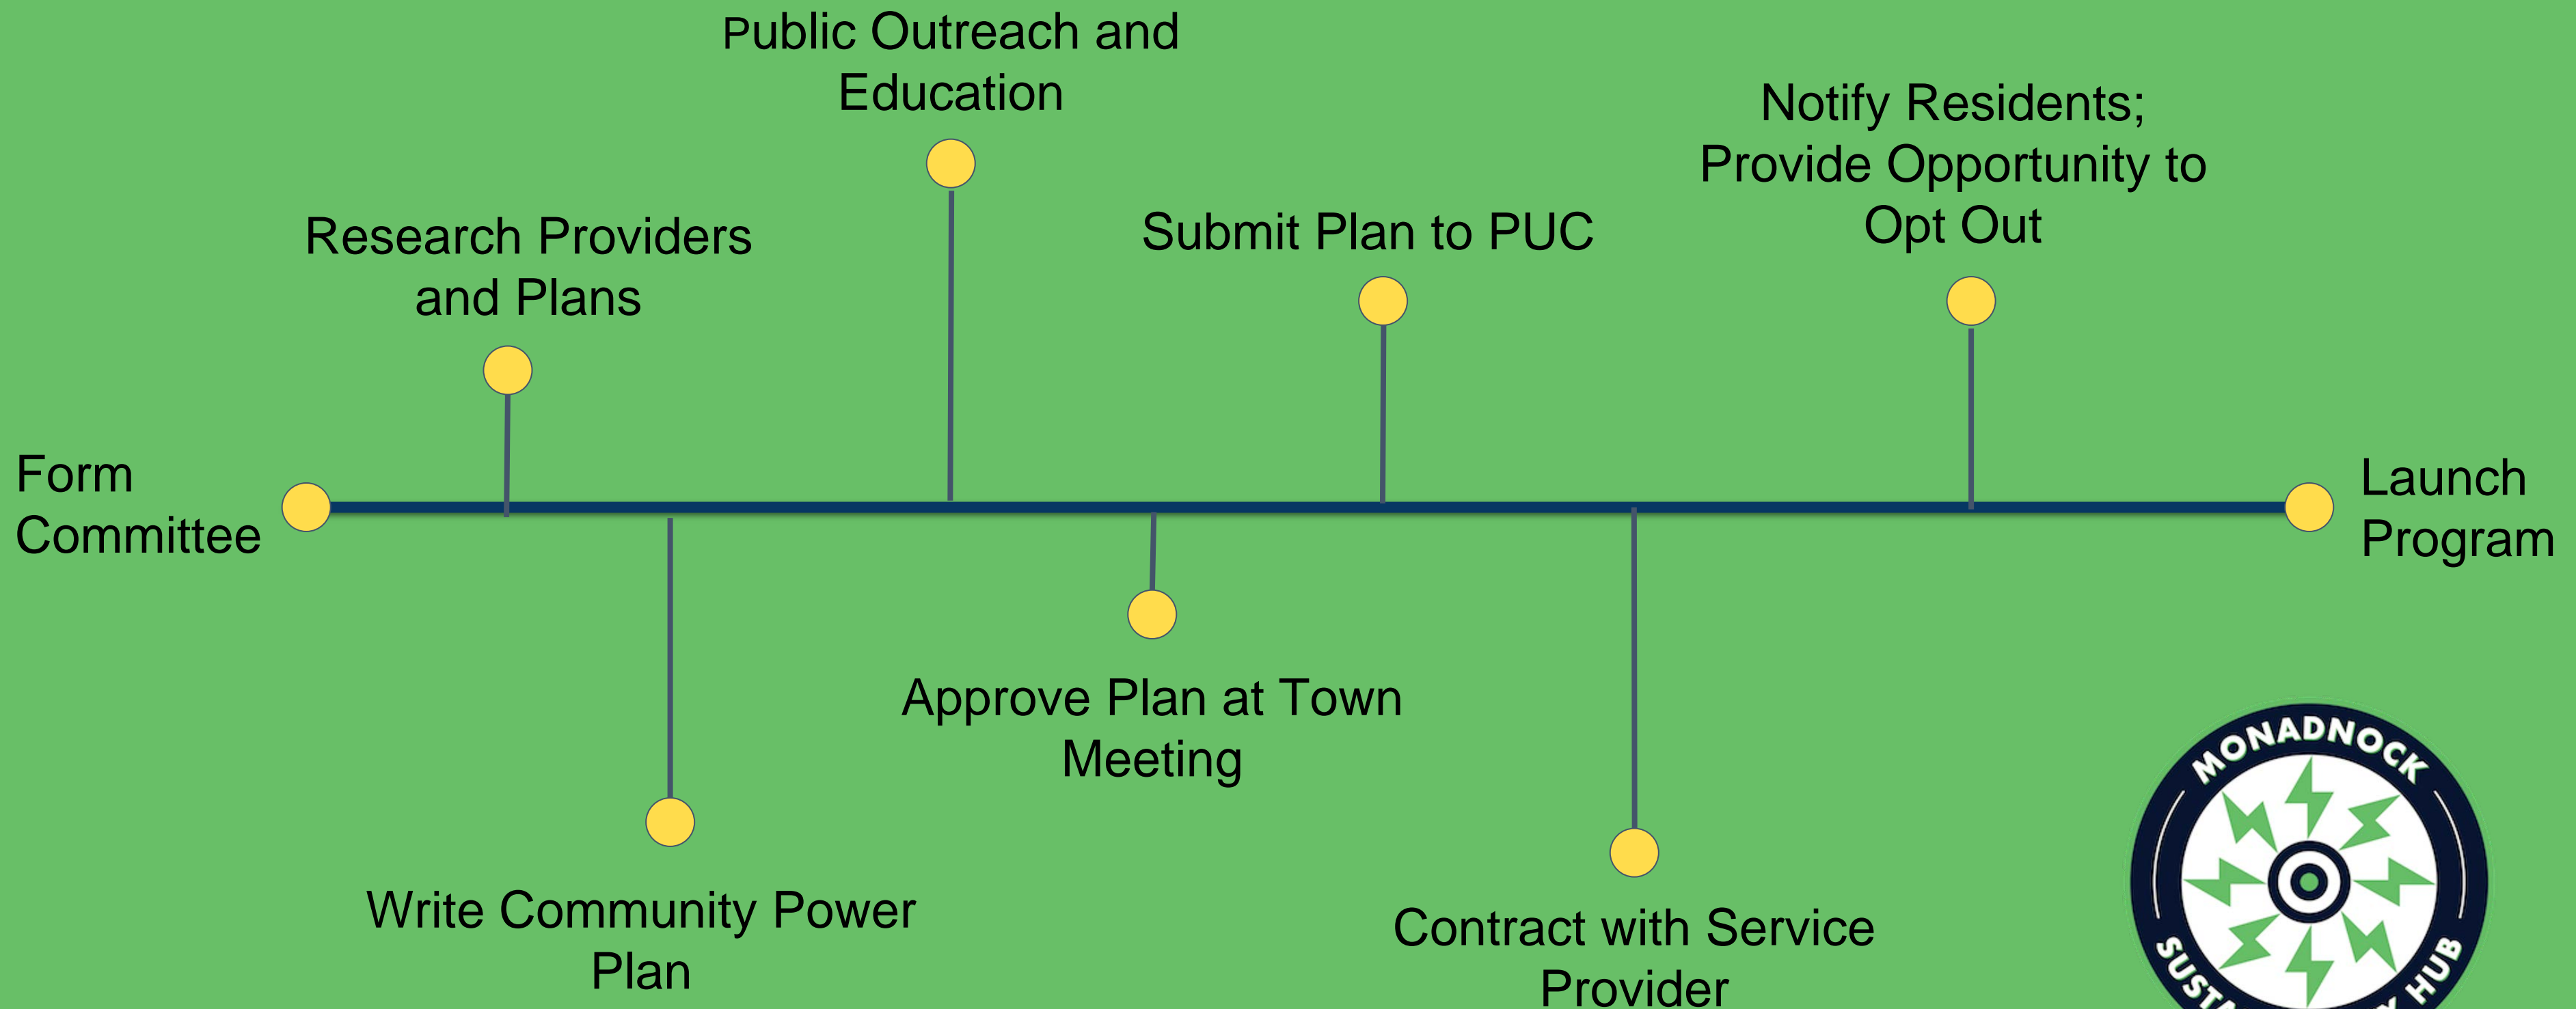 Public Outreach and
Education
Notify Residents;
Provide Opportunity to
Opt Out
Research Providers
and Plans
Submit Plan to PUC
Form
Committee
Launch
Program
Approve Plan at Town
Meeting
Write Community Power
Plan
Contract with Service
Provider
MONADNOCK
HUB